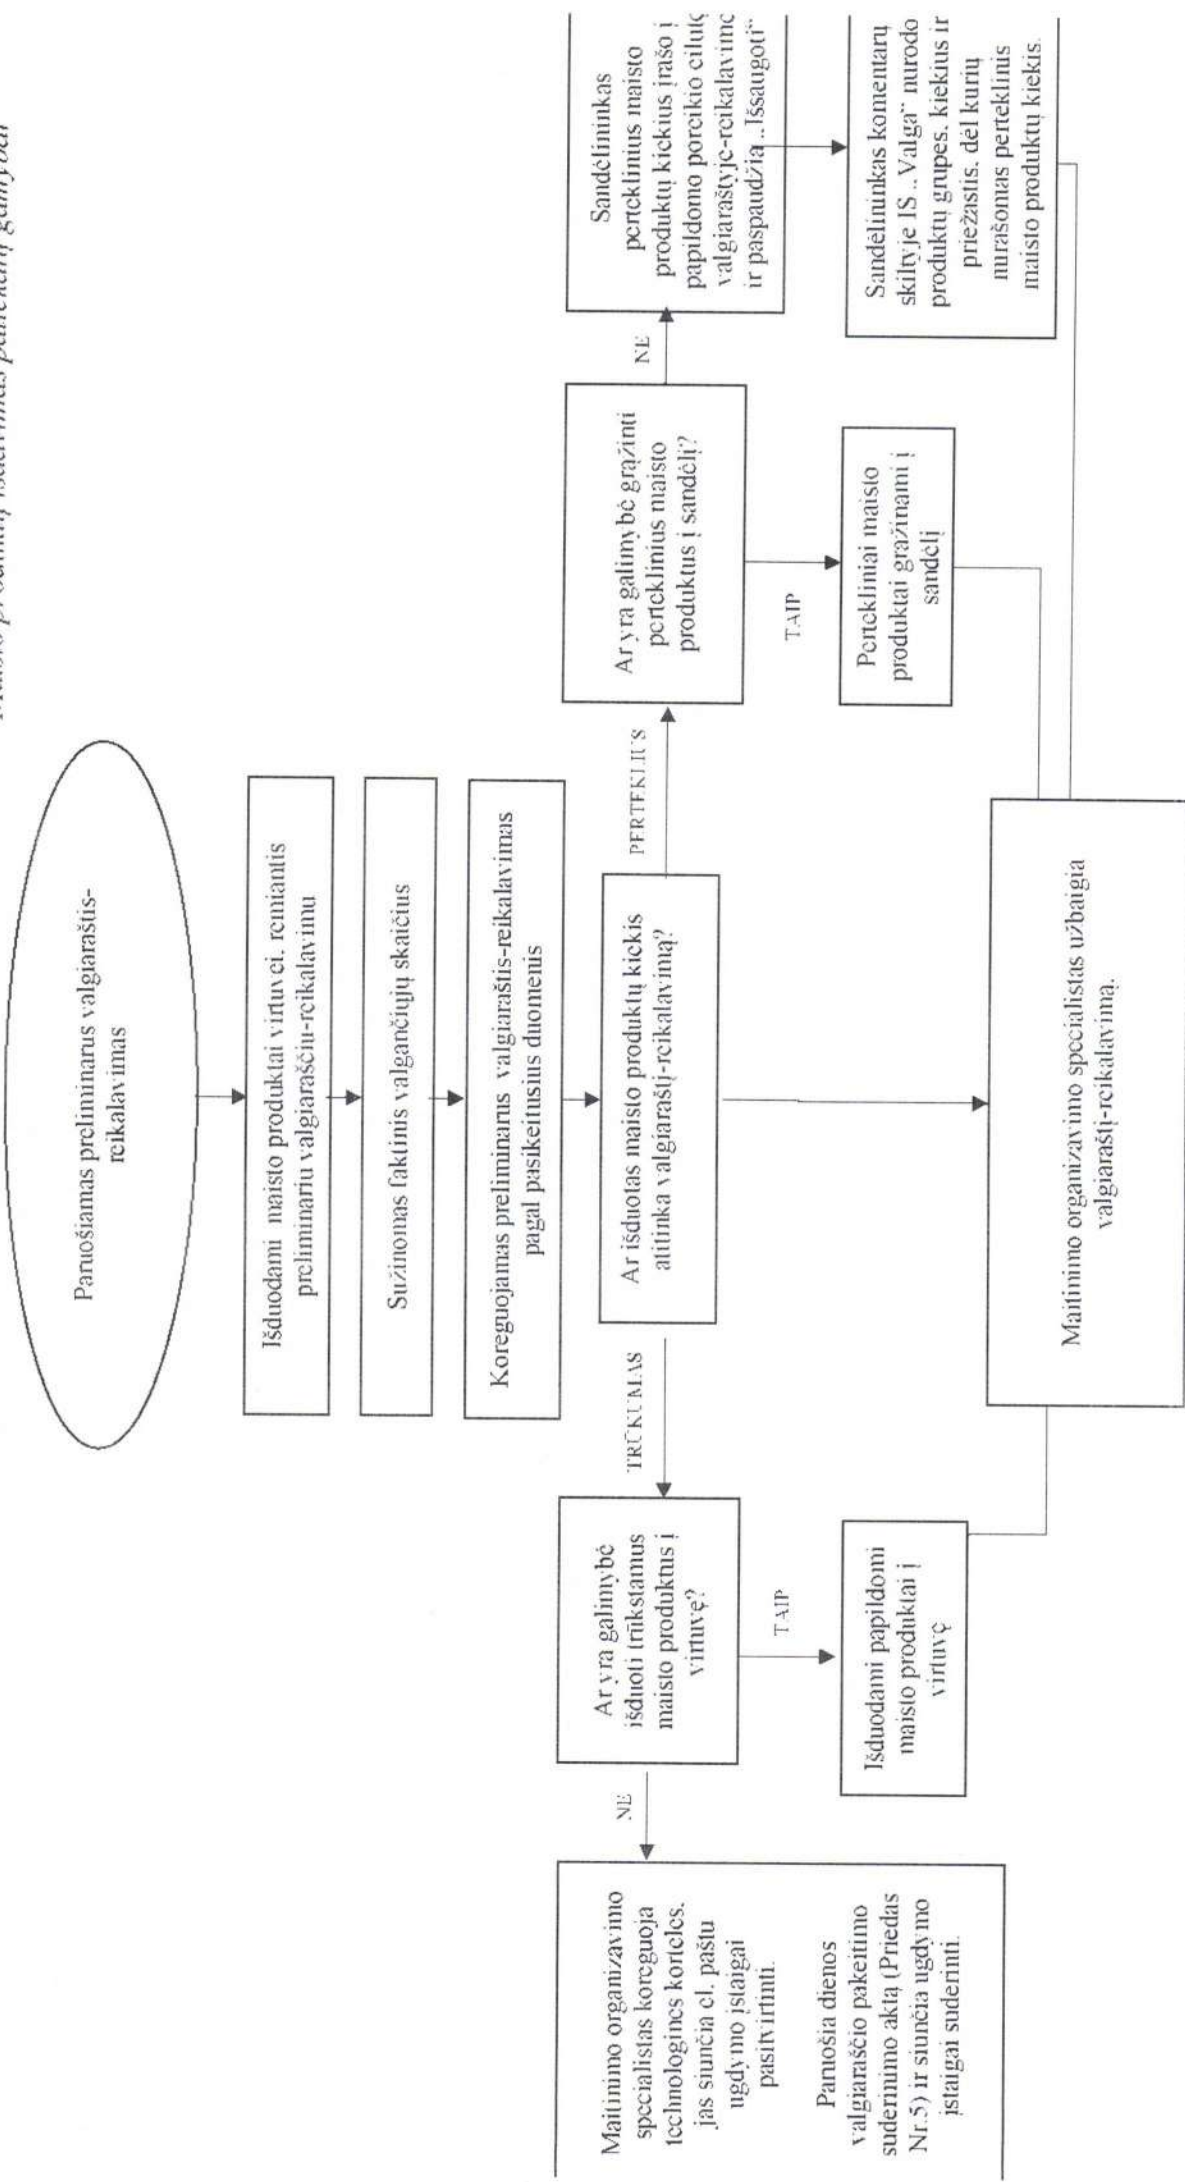 Maisto produktų išdavimas patiekalų gamybai
Paruošiamas preliminarus valgiaraštis-
reikalavimas
Išduodami maisto produktai virtuvei, remiantis
preliminariu valgiaraščiu-reikalavimu
Sužinomas faktinis valgančiųjų skaičius
Koreguojamas preliminarus valgiaraštis-reikalavimas
pagal pasikeitusius duomenis
Ar išduotas maisto produktų kiekis
atitinka valgiaraštį-reikalavimą?
TRŪKUMAS
PERTEKLIUS
Ar yra galimybė
išduoti trūkstamus
maisto produktus į
virtuvę?
NE
TAIP
Maitinimo organizavimo
specialistas koreguoja
technologines korteles,
jas siunčia el. paštu
ugdymo įstaigai
pasitvirtinti.
Paruošia dienos
valgiaraščio pakeitimo
suderinimo aktą (Priedas
Nr.5) ir siunčia ugdymo
įstaigai suderinti.
Išduodami papildomi
maisto produktai į
virtuvę
Ar yra galimybė grąžinti
perteklinius maisto
produktus į sandėlį?
NE
TAIP
Pertekliniai maisto
produktai gražinami į
sandėlį
Sandėlininkas
perteklinius maisto
produktų kiekius įrašo į
papildomo poreikio eilutę
valgiaraštyje-reikalavime
ir paspaudžia „Išsaugoti“
Sandėlininkas komentarų
skiltyje IS „Valga“ nurodo
produktų grupes, kiekius ir
priežastis, dėl kurių
nurašomas perteklinis
maisto produktų kiekis.
Maitinimo organizavimo specialistas užbaigia
valgiaraštį-reikalavimą.